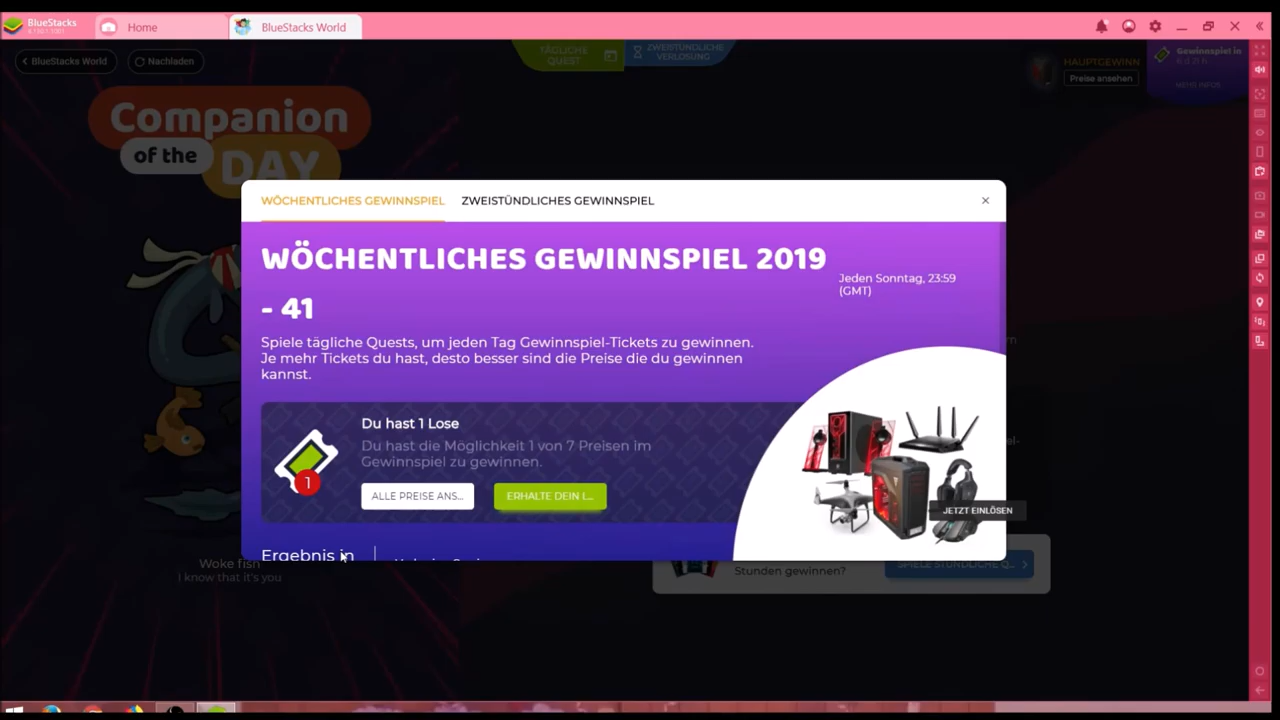 BlueStacks
Home
BlueStacks World
BlueStacks World
Nachladen
TÄGLICHE
QUEST
ZWEISTÜNDLICHE
VERLOSUNG
HAUPTGEWINN
Preise ansehen
Gewinnspiel in
MEHR INFOS
Companion
of the
DAY
WÖCHENTLICHES GEWINNSPIEL
ZWEISTÜNDLICHES GEWINNSPIEL
×
WÖCHENTLICHES GEWINNSPIEL 2019
- 41
Jeden Sonntag, 23:59
(GMT)
Spiele tägliche Quests, um jeden Tag Gewinnspiel-Tickets zu gewinnen.
Je mehr Tickets du hast, desto besser sind die Preise die du gewinnen
kannst.
Du hast 1 Lose
Du hast die Möglichkeit 1 von 7 Preisen im
Gewinnspiel zu gewinnen.
1
ALLE PREISE ANS...
ERHALTE DEIN L...
JETZT EINLÖSEN
Ergebnis in
Woke fish
I know that it's you
Stunden gewinnen?
SPIELE STÜNDLICHE Q...